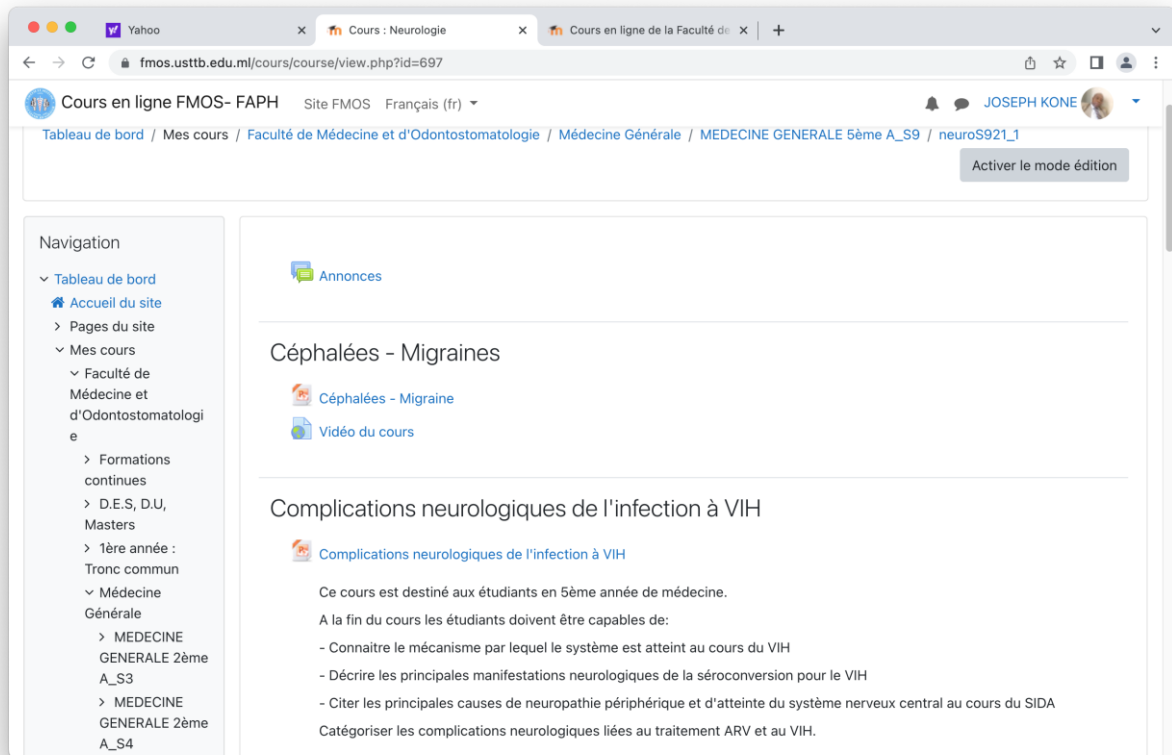 Yahoo
Cours : Neurologie
Cours en ligne de la Faculté de
fmos.usttb.edu.ml/cours/course/view.php?id=697
Cours en ligne FMOS- FAPH Site FMOS Français (fr) JOSEPH KONE
Tableau de bord / Mes cours / Faculté de Médecine et d'Odontostomatologie / Médecine Générale / MEDECINE GENERALE 5ème A_S9 / neuroS921_1
Activer le mode édition
Navigation
Tableau de bord
Accueil du site
Pages du site
Mes cours
Faculté de
Médecine et
d'Odontostomatologi
e
Formations
continues
D.E.S, D.U,
Masters
1ère année :
Tronc commun
Médecine
Générale
MEDECINE
GENERALE 2ème
A_S3
MEDECINE
GENERALE 2ème
A_S4
Annonces
Céphalées - Migraines
Céphalées - Migraine
Vidéo du cours
Complications neurologiques de l'infection à VIH
Complications neurologiques de l'infection à VIH
Ce cours est destiné aux étudiants en 5ème année de médecine.
A la fin du cours les étudiants doivent être capables de:
- Connaitre le mécanisme par lequel le système est atteint au cours du VIH
- Décrire les principales manifestations neurologiques de la séroconversion pour le VIH
- Citer les principales causes de neuropathie périphérique et d'atteinte du système nerveux central au cours du SIDA
Catégoriser les complications neurologiques liées au traitement ARV et au VIH.